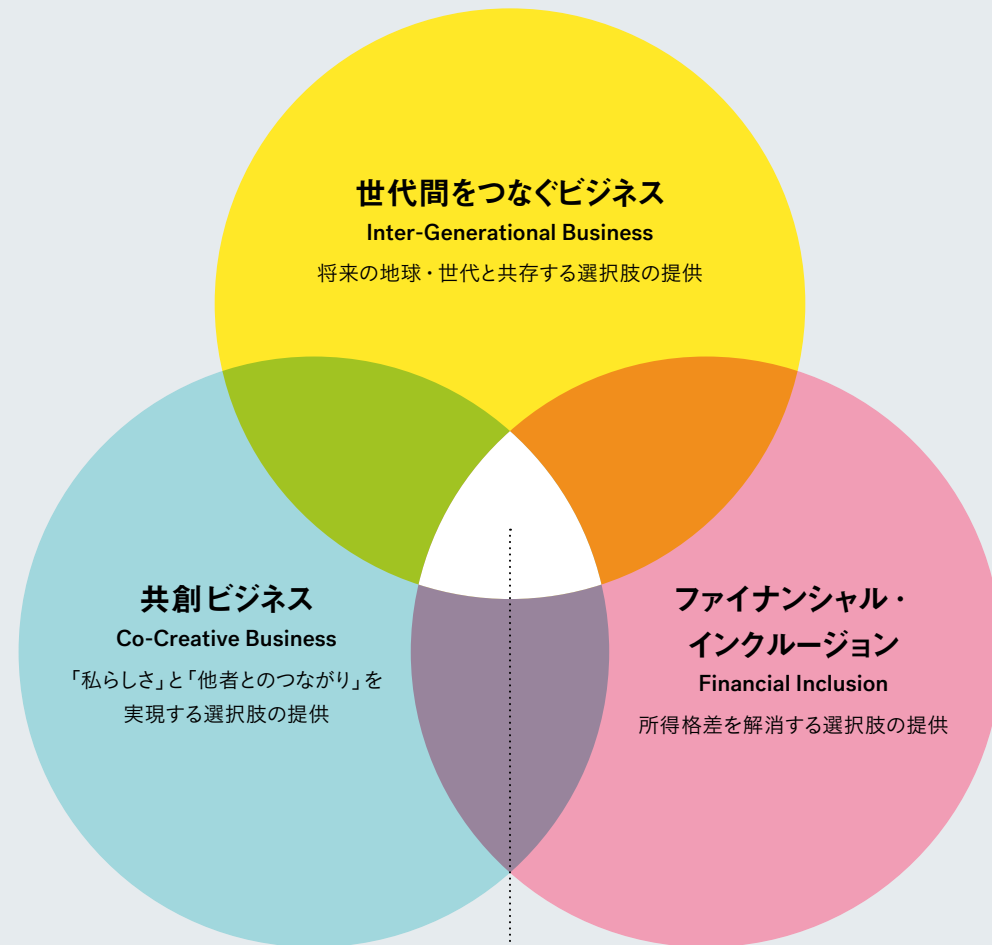 世代間をつなぐビジネス
Inter-Generational Business
将来の地球・世代と共存する選択肢の提供
共創ビジネス
Co-Creative Business
「私らしさ」と「他者とのつながり」を
実現する選択肢の提供
ファイナンシャル・
インクルージョン
Financial Inclusion
所得格差を解消する選択肢の提供